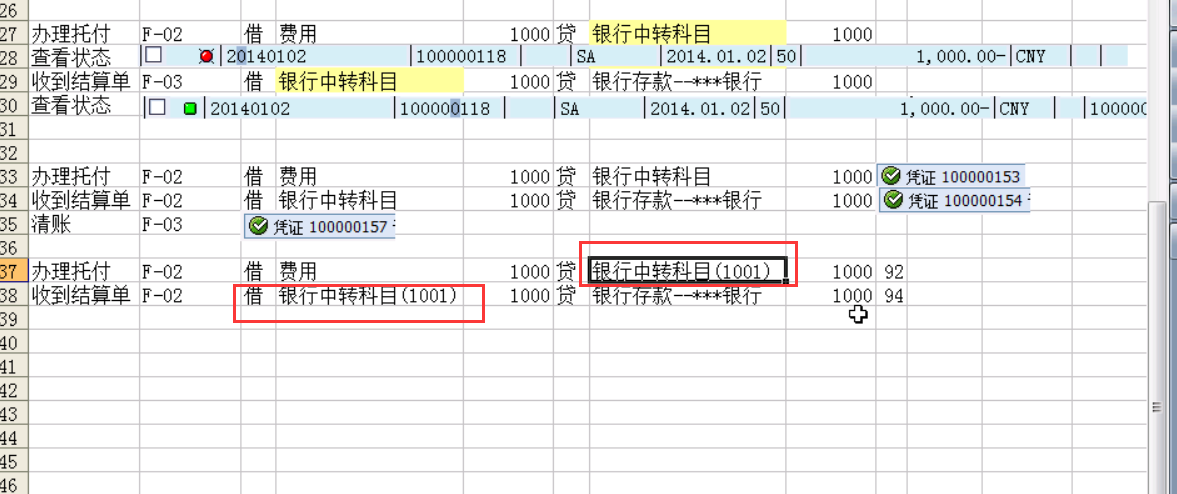 26
27 办理托付 F-02 借 费用 1000 贷 银行中转科目 1000
28 查看状态 20140102 100000118 SA 2014.01.02 50 1,000.00- CNY
29 收到结算单 F-03 借 银行中转科目 1000 贷 银行存款--***银行 1000
30 查看状态 20140102 100000118 SA 2014.01.02 50 1,000.00- CNY 100000
31
32
33 办理托付 F-02 借 费用 1000 贷 银行中转科目 1000 凭证 100000153
34 收到结算单 F-02 借 银行中转科目 1000 贷 银行存款--***银行 1000 凭证 100000154
35 清账 F-03 凭证 100000157
36
37 办理托付 F-02 借 费用 1000 贷 银行中转科目(1001) 1000 92
38 收到结算单 F-02 借 银行中转科目(1001) 1000 贷 银行存款--***银行 1000 94
39
40
41
42
43
44
45
46